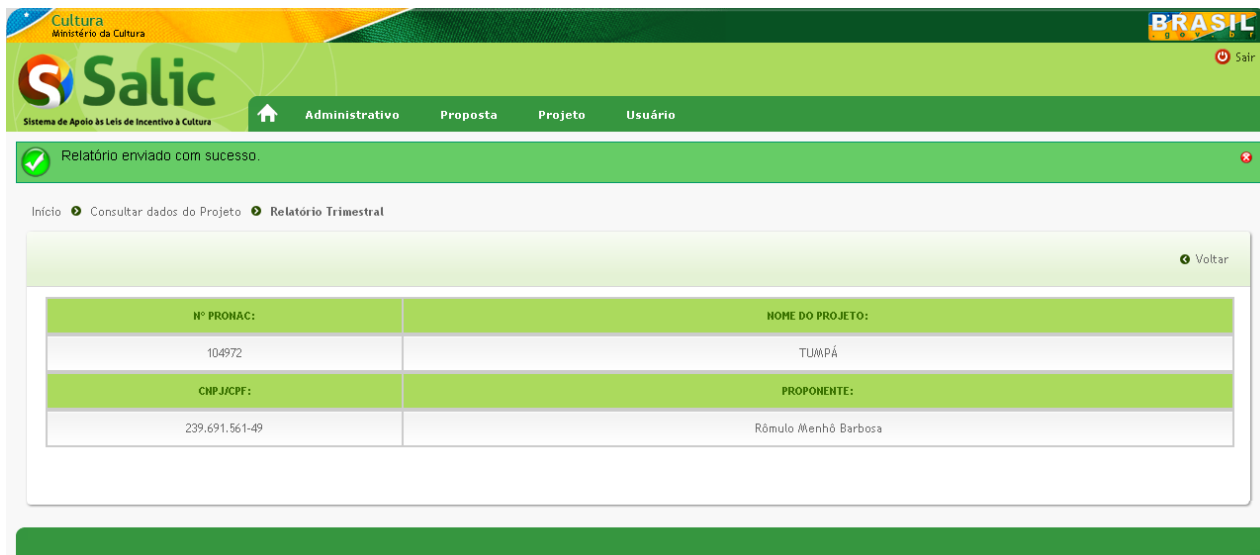 Cultura
Ministério da Cultura
BRASIL
.gov.br
Sair
Salic
Sistema de Apoio às Leis de Incentivo à Cultura
Administrativo Proposta Projeto Usuário
Relatório enviado com sucesso.
Início Consultar dados do Projeto Relatório Trimestral
Voltar
Nº PRONAC: NOME DO PROJETO:
104972 TUMPÁ
CNPJ/CPF: PROPONENTE:
239.691.561-49 Rômulo Menhô Barbosa